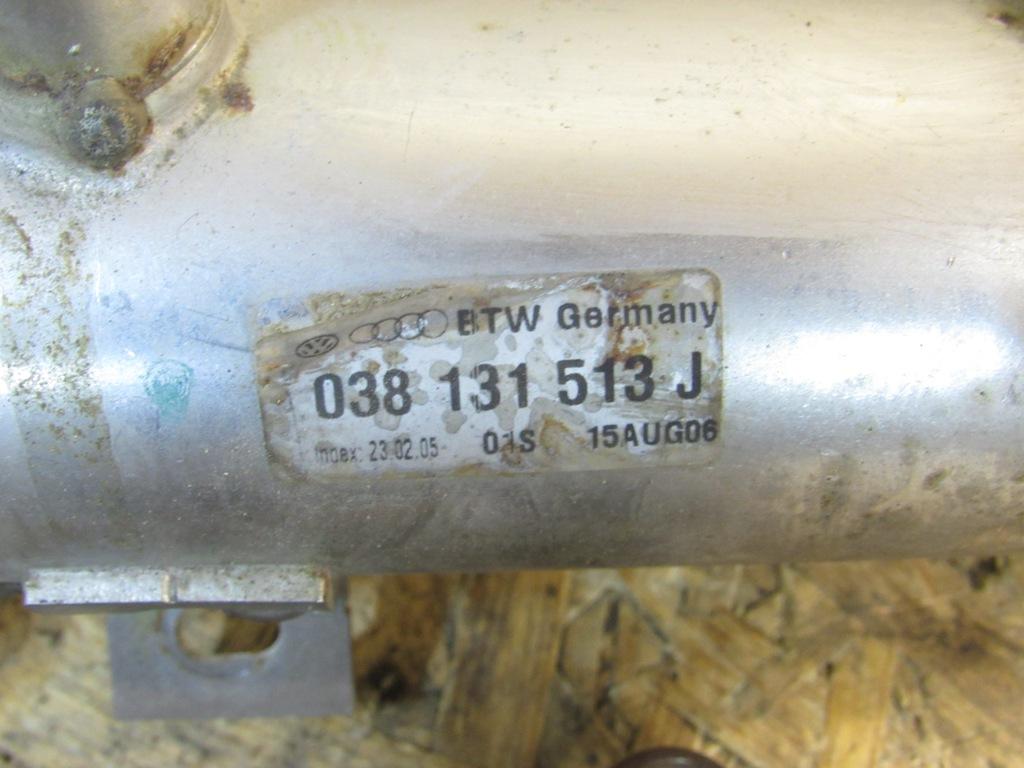 BTW Germany
038 131 513 J
Index: 23.02.05 01S 15AUG06